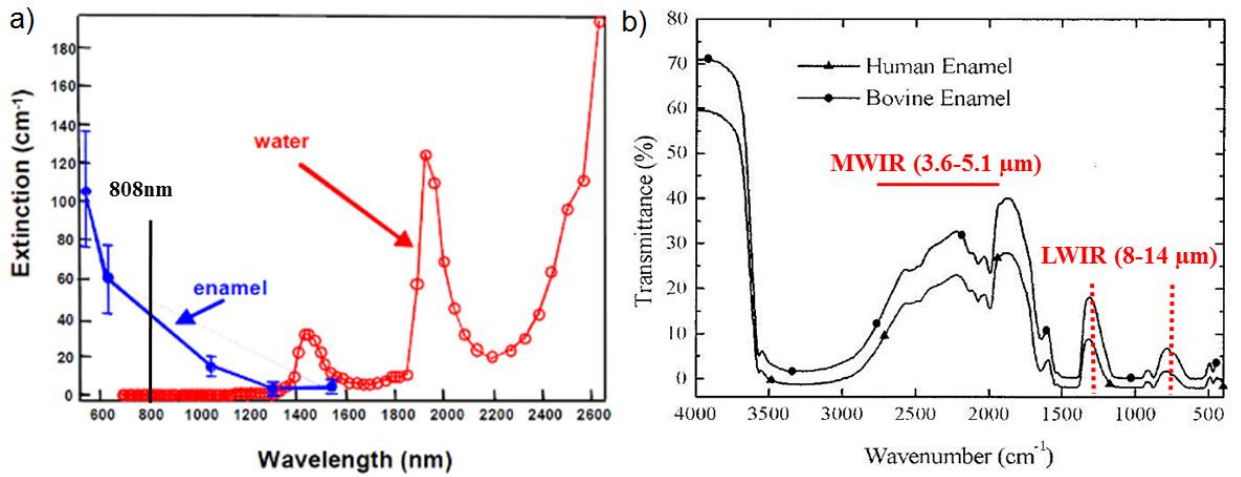 a)
180
160
140
120
100
80
60
40
20
0
Extinction (cm⁻¹)
808nm
water
enamel
600 800 1000 1200 1400 1600 1800 2000 2200 2400 2600
Wavelength (nm)
b)
80
70
60
50
40
30
20
10
0
Transmittance (%)
Human Enamel
Bovine Enamel
MWIR (3.6-5.1 µm)
LWIR (8-14 µm)
4000 3500 3000 2500 2000 1500 1000 500
Wavenumber (cm⁻¹)